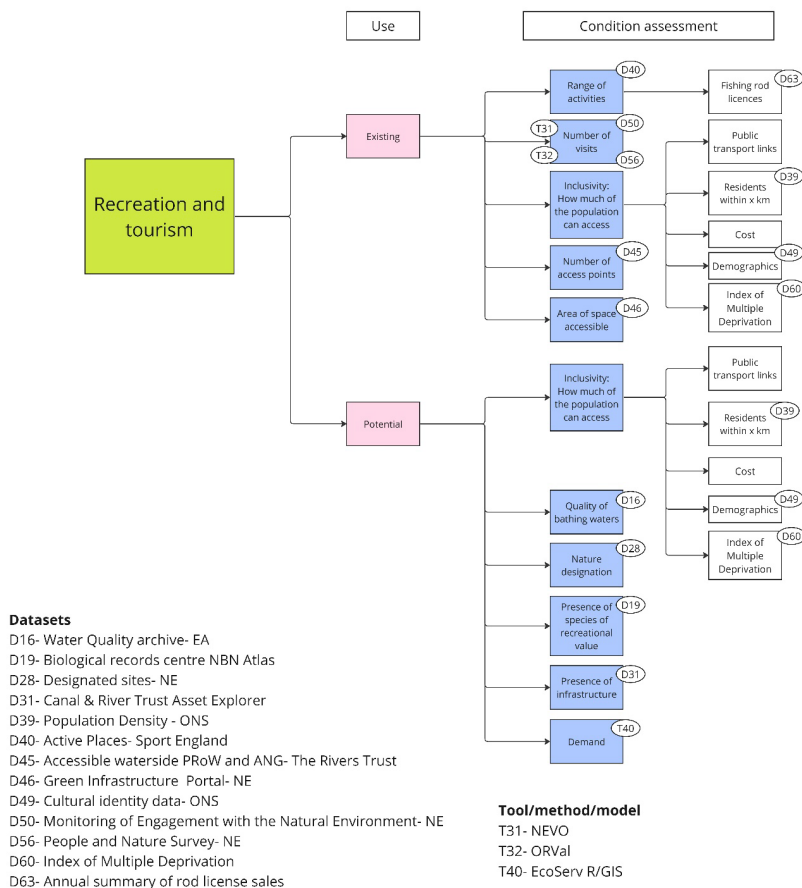 Use
Condition assessment
Recreation and
tourism
Existing
Range of
activities
D40
Fishing rod
licences
D63
T31
T32
Number of
visits
D50
D56
Inclusivity:
How much of
the population
can access
Public
transport links
Residents
within x km
D39
Cost
Demographics
D49
Index of
Multiple
Deprivation
D60
Number of
access points
D45
Area of space
accessible
D46
Potential
Inclusivity:
How much of
the population
can access
Public
transport links
Residents
within x km
D39
Cost
Demographics
D49
Index of
Multiple
Deprivation
D60
Quality of
bathing waters
D16
Nature
designation
D28
Presence of
species of
recreational
value
D19
Presence of
infrastructure
D31
Demand
T40
Datasets
D16- Water Quality archive- EA
D19- Biological records centre NBN Atlas
D28- Designated sites- NE
D31- Canal & River Trust Asset Explorer
D39- Population Density - ONS
D40- Active Places- Sport England
D45- Accessible waterside PRoW and ANG- The Rivers Trust
D46- Green Infrastructure Portal- NE
D49- Cultural identity data- ONS
D50- Monitoring of Engagement with the Natural Environment- NE
D56- People and Nature Survey- NE
D60- Index of Multiple Deprivation
D63- Annual summary of rod license sales
Tool/method/model
T31- NEVO
T32- ORVal
T40- EcoServ R/GIS